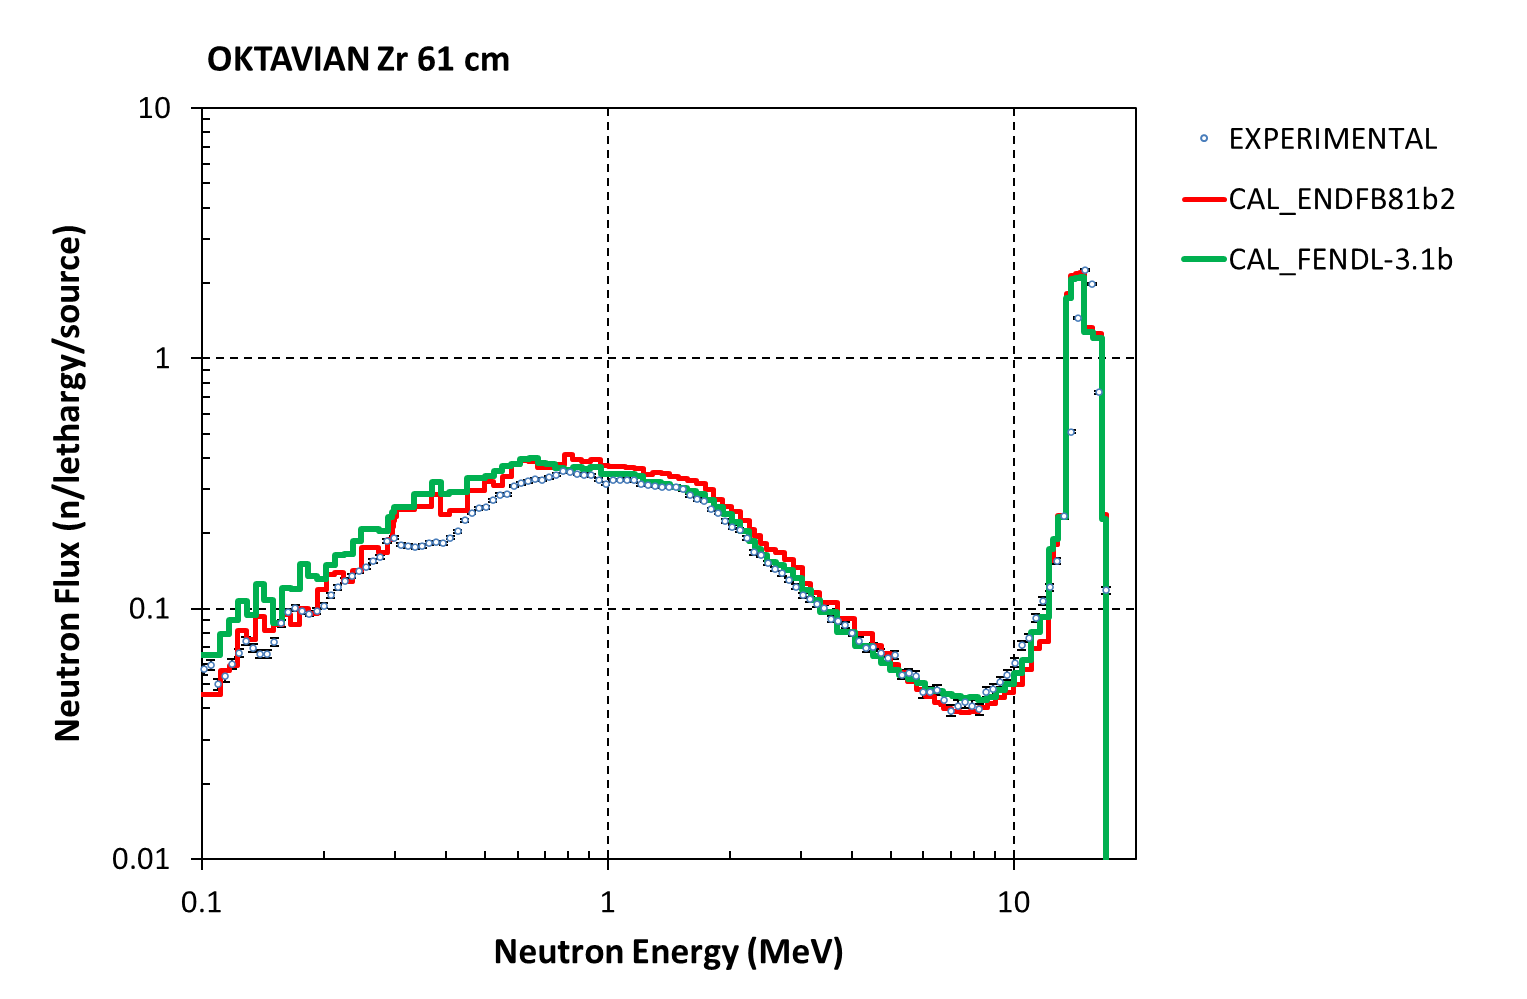 OKTAVIAN Zr 61 cm
10
1
0.1
0.01
0.1
1
10
Neutron Flux (n/lethargy/source)
Neutron Energy (MeV)
EXPERIMENTAL
CAL_ENDFB81b2
CAL_FENDL-3.1b